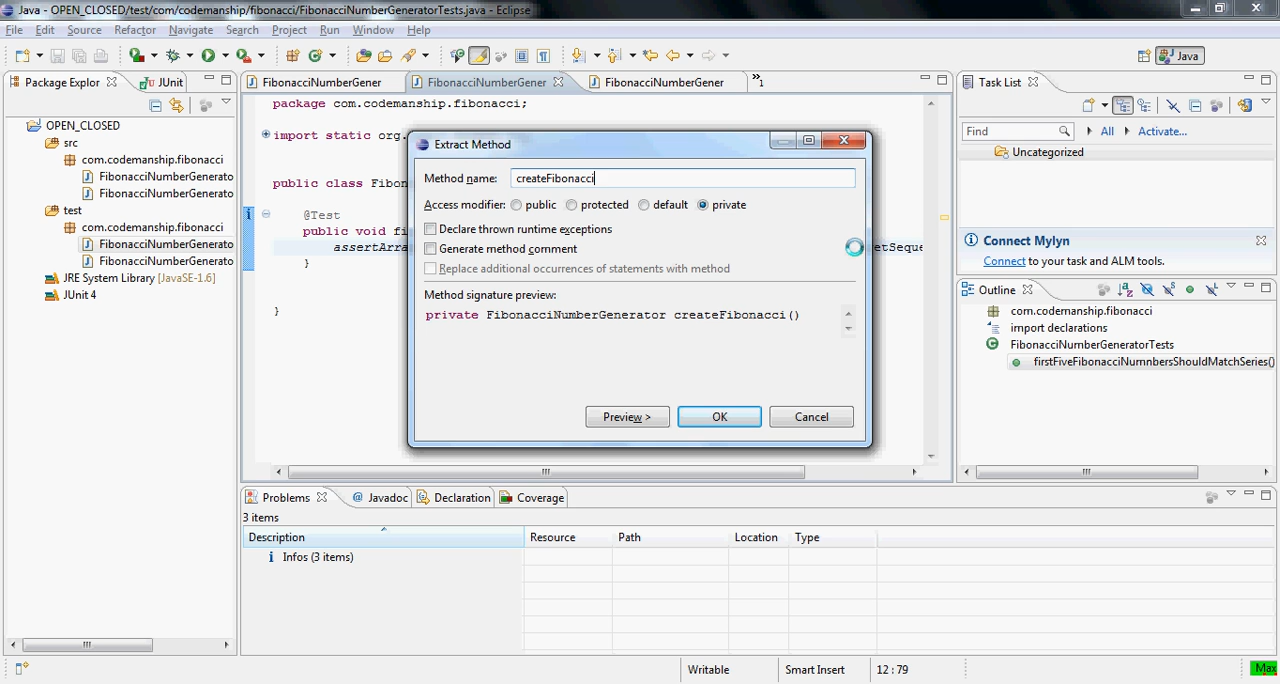 Java - OPEN_CLOSED/test/com/codemanship/fibonacci/FibonacciNumberGeneratorTests.java - Eclipse
File Edit Source Refactor Navigate Search Project Run Window Help
Java
Package Explor JUnit
FibonacciNumberGener FibonacciNumberGener FibonacciNumberGener 1
Task List
OPEN_CLOSED
src
com.codemanship.fibonacci
FibonacciNumberGenerato
FibonacciNumberGenerato
test
com.codemanship.fibonacci
FibonacciNumberGenerato
FibonacciNumberGenerato
JRE System Library [JavaSE-1.6]
JUnit 4
package com.codemanship.fibonacci;
import static org.
public class Fibon
@Test
public void fi
assertArra
etSeque
}
}
Extract Method
Method name: createFibonacci
Access modifier: public protected default private
Declare thrown runtime exceptions
Generate method comment
Replace additional occurrences of statements with method
Method signature preview:
private FibonacciNumberGenerator createFibonacci()
Preview > OK Cancel
Find All Activate...
Uncategorized
Connect Mylyn
Connect to your task and ALM tools.
Outline
com.codemanship.fibonacci
import declarations
FibonacciNumberGeneratorTests
firstFiveFibonacciNumnbersShouldMatchSeries()
Problems @ Javadoc Declaration Coverage
3 items
Description Resource Path Location Type
Infos (3 items)
Writable Smart Insert 12:79
Max